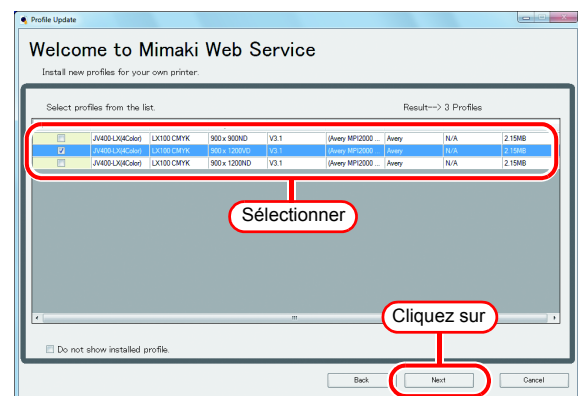 Profile Update
Welcome to Mimaki Web Service
Install new profiles for your own printer.
Select profiles from the list.
Result--> 3 Profiles
JV400-LX(4Color) LX100 CMYK 900 x 900ND V3.1 (Avery MPI2000 ... Avery N/A 2.15MB
JV400-LX(4Color) LX100 CMYK 900 x 1200VD V3.1 (Avery MPI2000 ... Avery N/A 2.15MB
JV400-LX(4Color) LX100 CMYK 900 x 1200ND V3.1 (Avery MPI2000 ... Avery N/A 2.15MB
Sélectionner
Cliquez sur
Do not show installed profile.
Back Next Cancel